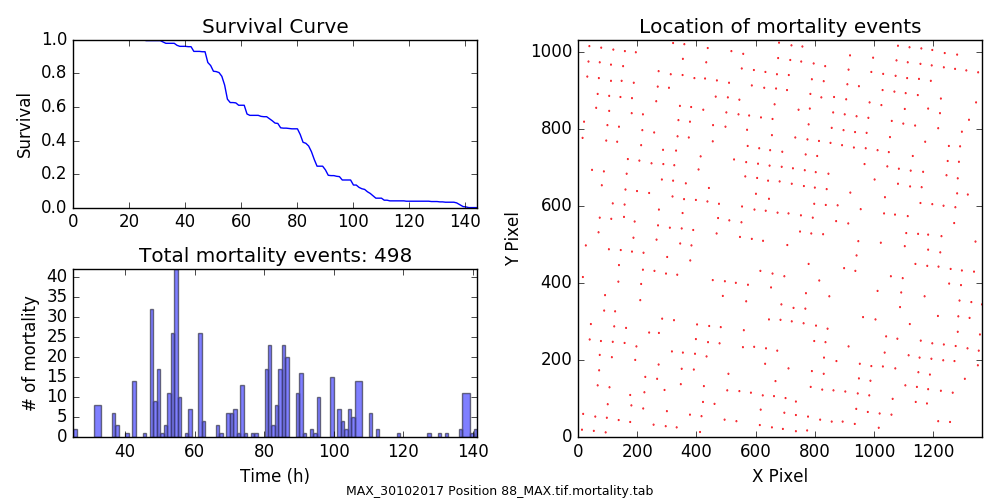 Survival Curve
1.0
0.8
0.6
0.4
0.2
0.0
Survival
0 20 40 60 80 100 120 140
Total mortality events: 498
40
35
30
25
20
15
10
5
0
# of mortality
40 60 80 100 120 140
Time (h)
Location of mortality events
1000
800
600
400
200
0
Y Pixel
0 200 400 600 800 1000 1200
X Pixel
MAX_30102017 Position 88_MAX.tif.mortality.tab